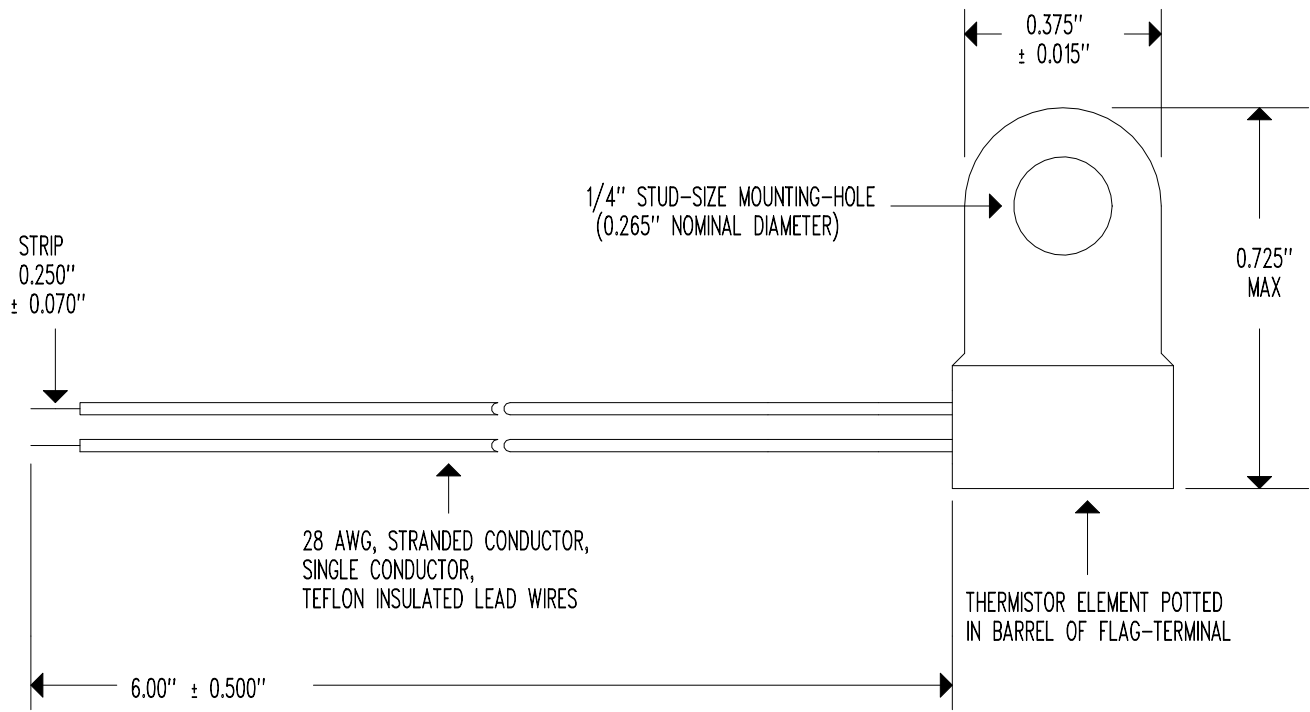 0.375"
± 0.015"
1/4" STUD-SIZE MOUNTING-HOLE
(0.265" NOMINAL DIAMETER)
STRIP
0.250"
± 0.070"
0.725"
MAX
28 AWG, STRANDED CONDUCTOR,
SINGLE CONDUCTOR,
TEFLON INSULATED LEAD WIRES
THERMISTOR ELEMENT POTTED
IN BARREL OF FLAG-TERMINAL
6.00" ± 0.500"